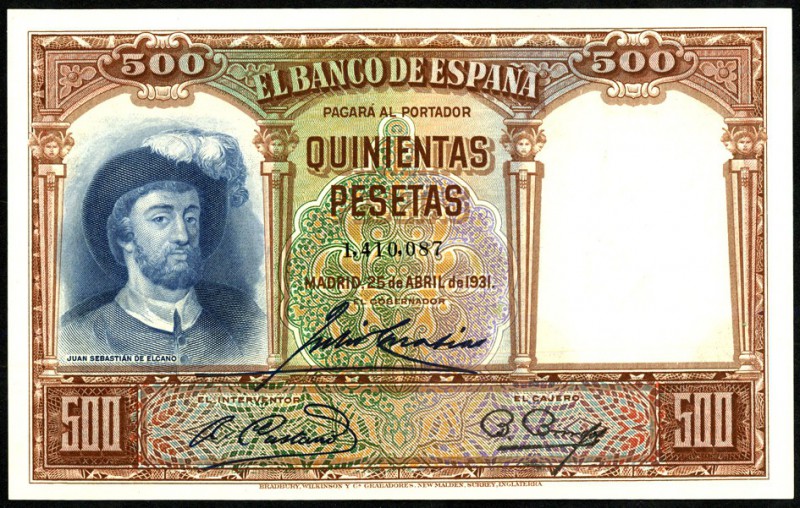 500
500
EL BANCO DE ESPAÑA
PAGARÁ AL PORTADOR
QUINIENTAS
PESETAS
1,410,087
MADRID, 25 de ABRIL de 1931.
EL GOBERNADOR
JUAN SEBASTIÁN DE ELCANO
500
EL INTERVENTOR
EL CAJERO
500
BRADBURY, WILKINSON Y Cª. GRABADORES, NEW MALDEN, SURREY, INGLATERRA